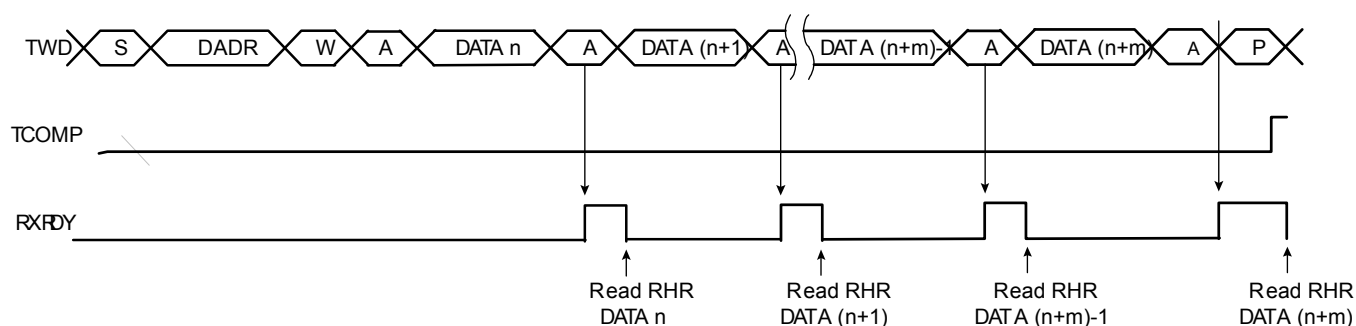 TWD S DADR W A DATA n A DATA (n+1) A DATA (n+m)-1 A DATA (n+m) A P
TCOMP
RXRDY
Read RHR Read RHR Read RHR Read RHR
DATA n DATA (n+1) DATA (n+m)-1 DATA (n+m)